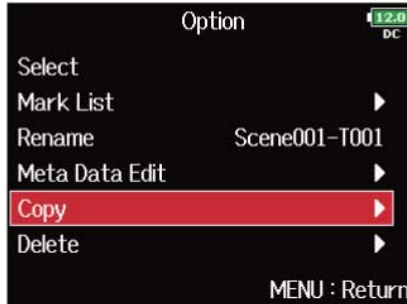 Option
12.0
DC
Select
Mark List
Rename Scene001-T001
Meta Data Edit
Copy
Delete
MENU : Return